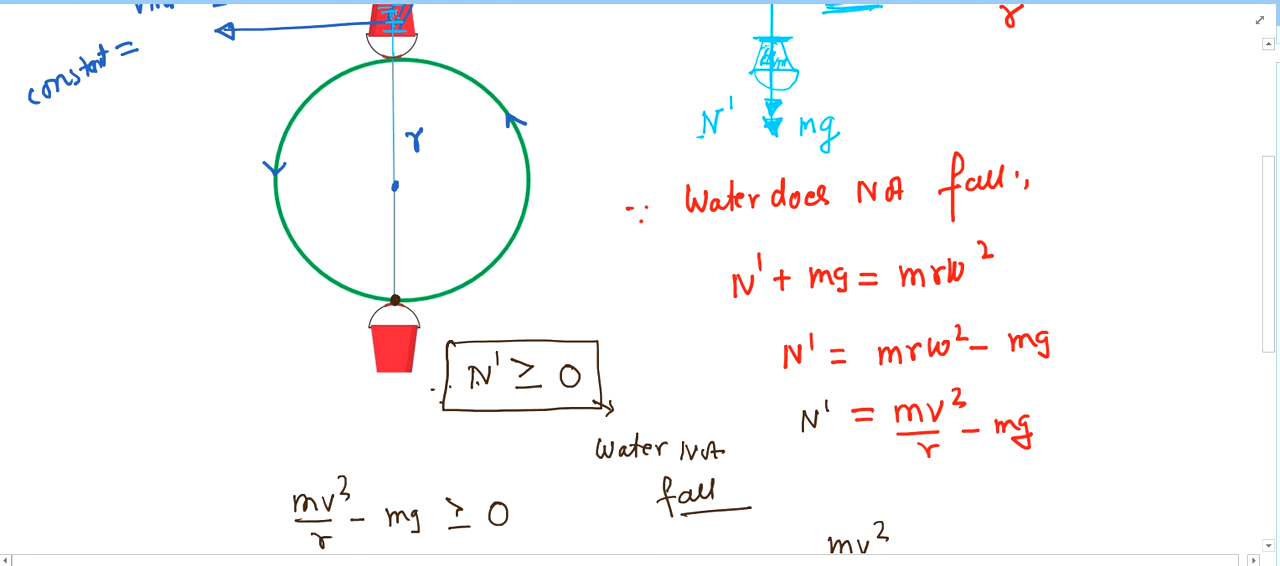 constant =
r
r
N' mg
∵ Water does Not fall,
N' + mg = mrω²
N' = mrω² - mg
N' = mv²/r - mg
N' ≥ 0
Water Not
fall
mv²/r - mg ≥ 0
mv²